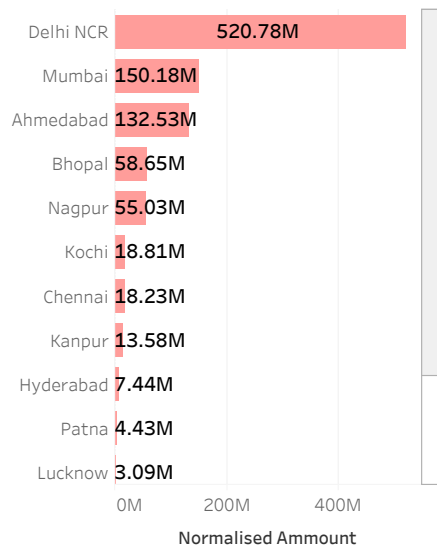 Delhi NCR 520.78M
Mumbai 150.18M
Ahmedabad 132.53M
Bhopal 58.65M
Nagpur 55.03M
Kochi 18.81M
Chennai 18.23M
Kanpur 13.58M
Hyderabad 7.44M
Patna 4.43M
Lucknow 3.09M
0M 200M 400M
Normalised Ammount